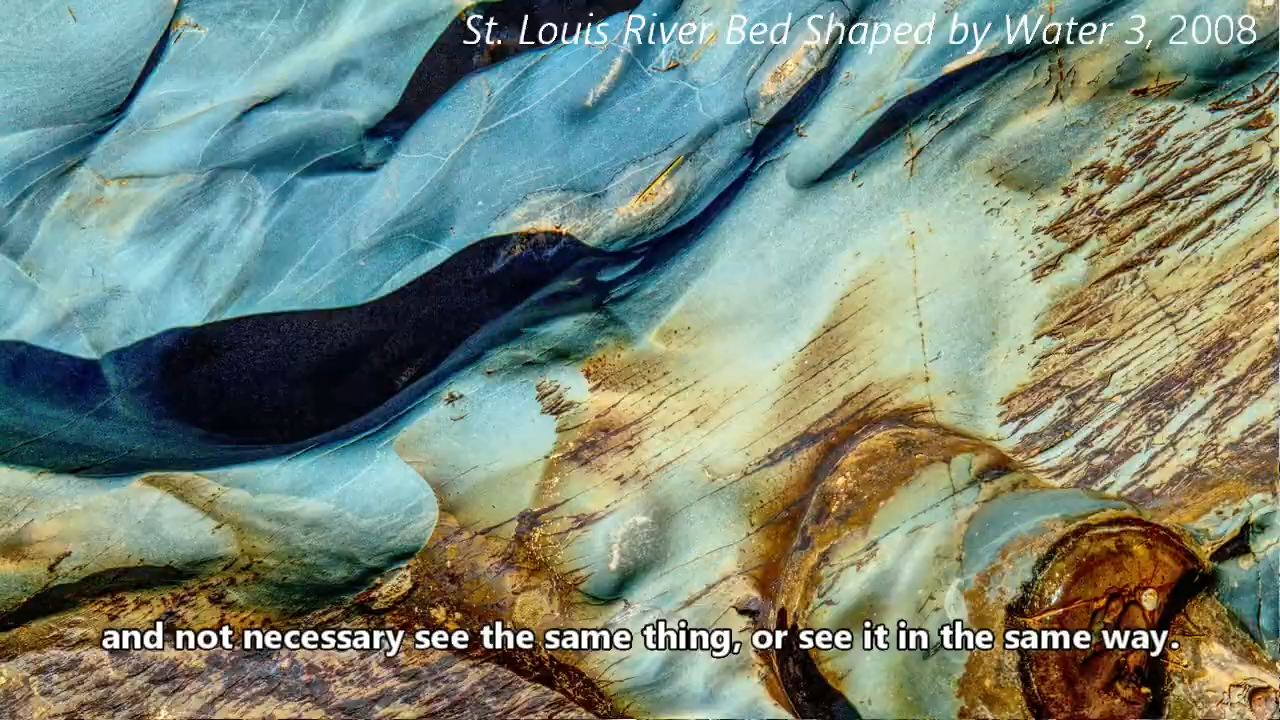 St. Louis River Bed Shaped by Water 3, 2008
and not necessary see the same thing, or see it in the same way.